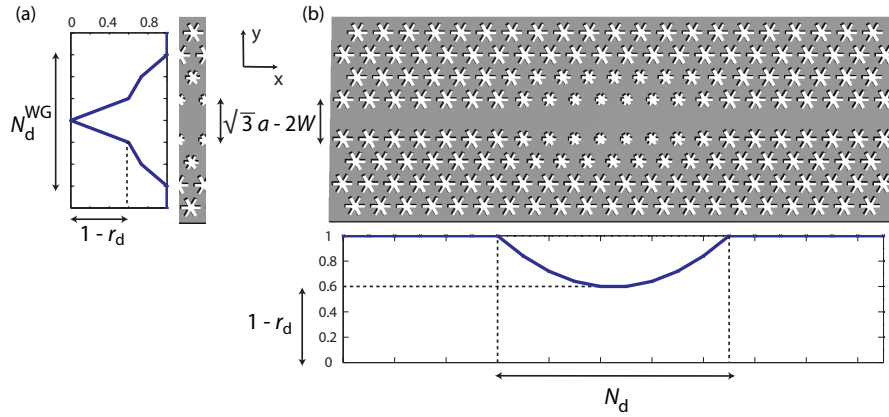 (a)
0 0.4 0.8
N_d^WG
1 - r_d
y
x
√3 a - 2W
(b)
1
0.8
0.6
0.4
0.2
0
1 - r_d
N_d